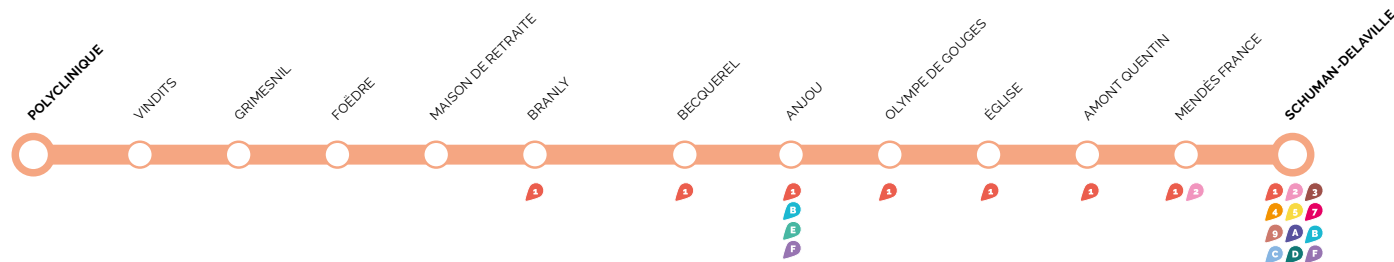 POLYCLINIQUE
VINDITS
GRIMESNIL
FOËDRE
MAISON DE RETRAITE
BRANLY
BECQUEREL
ANJOU
OLYMPE DE GOUGES
ÉGLISE
AMONT QUENTIN
MENDÈS FRANCE
SCHUMAN-DELAVILLE
1
1
1
B
E
F
1
1
1
1 2
1 2 3
4 5 7
9 A B
C D F